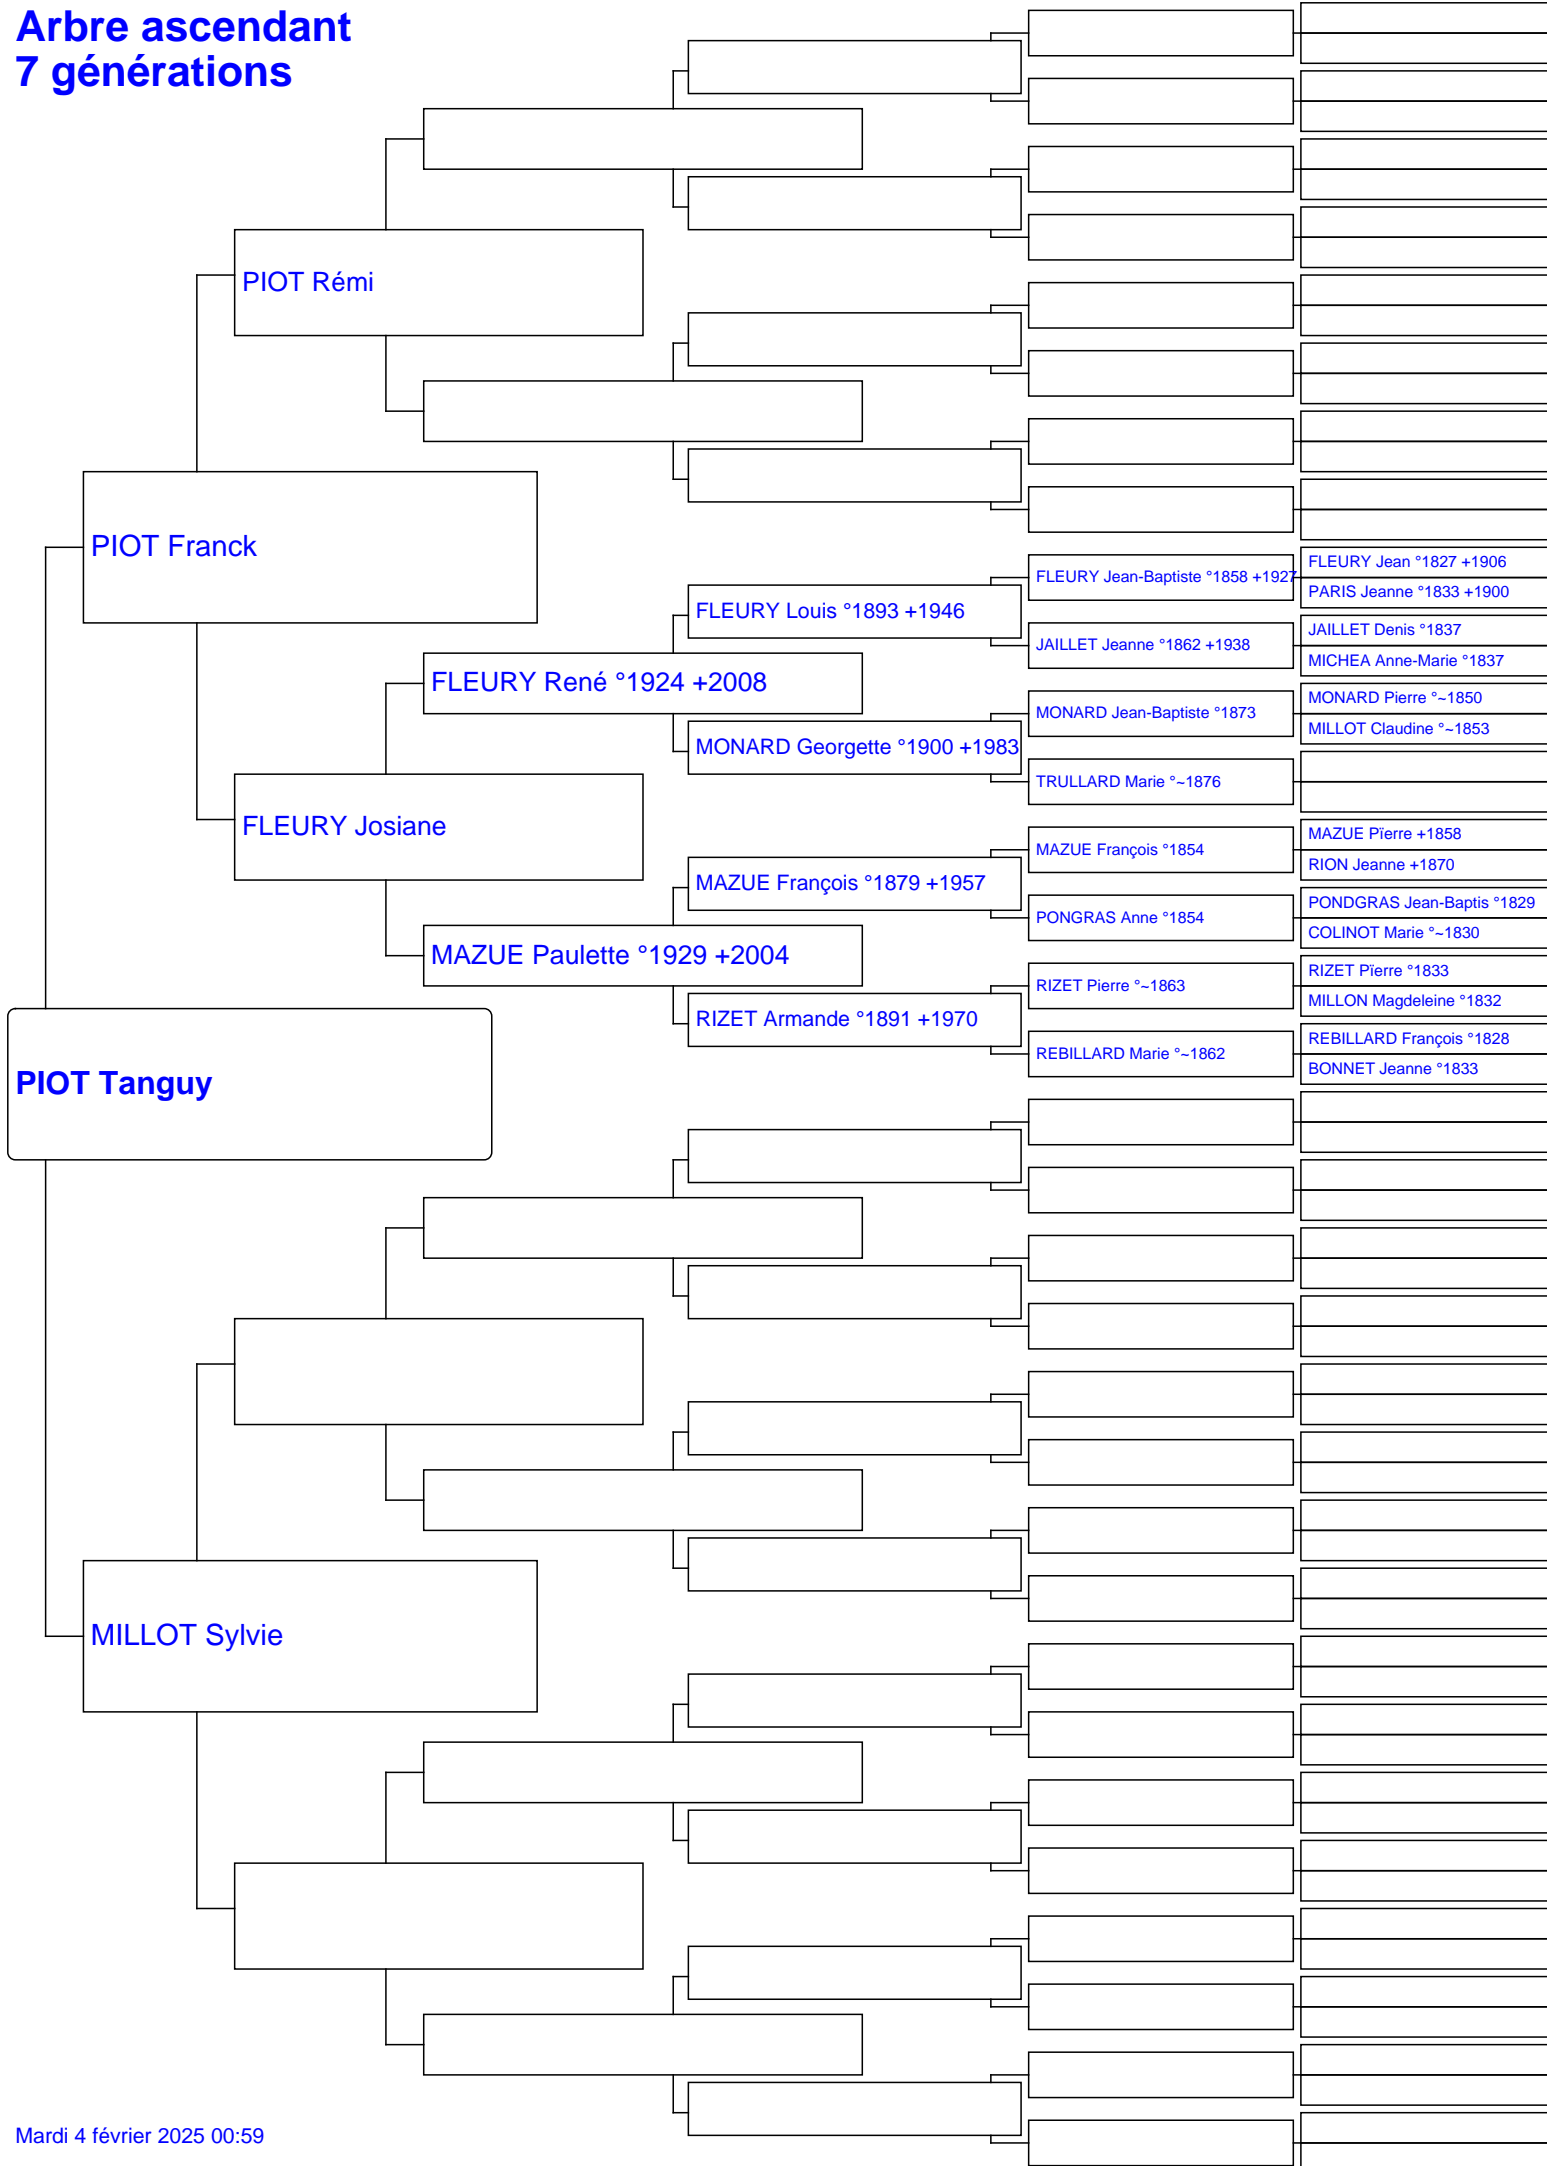 Arbre ascendant
7 générations
PIOT Rémi
PIOT Franck
FLEURY Jean-Baptiste °1858 +1927
FLEURY Jean °1827 +1906
PARIS Jeanne °1833 +1900
FLEURY Louis °1893 +1946
JAILLET Jeanne °1862 +1938
JAILLET Denis °1837
MICHEA Anne-Marie °1837
FLEURY René °1924 +2008
MONARD Jean-Baptiste °1873
MONARD Pierre °~1850
MILLOT Claudine °~1853
MONARD Georgette °1900 +1983
TRULLARD Marie °~1876
FLEURY Josiane
MAZUE François °1854
MAZUE Pïerre +1858
RION Jeanne +1870
MAZUE François °1879 +1957
PONGRAS Anne °1854
PONDGRAS Jean-Baptis °1829
COLINOT Marie °~1830
MAZUE Paulette °1929 +2004
RIZET Pierre °~1863
RIZET Pïerre °1833
MILLON Magdeleine °1832
RIZET Armande °1891 +1970
REBILLARD Marie °~1862
REBILLARD François °1828
BONNET Jeanne °1833
PIOT Tanguy
MILLOT Sylvie
Mardi 4 février 2025 00:59